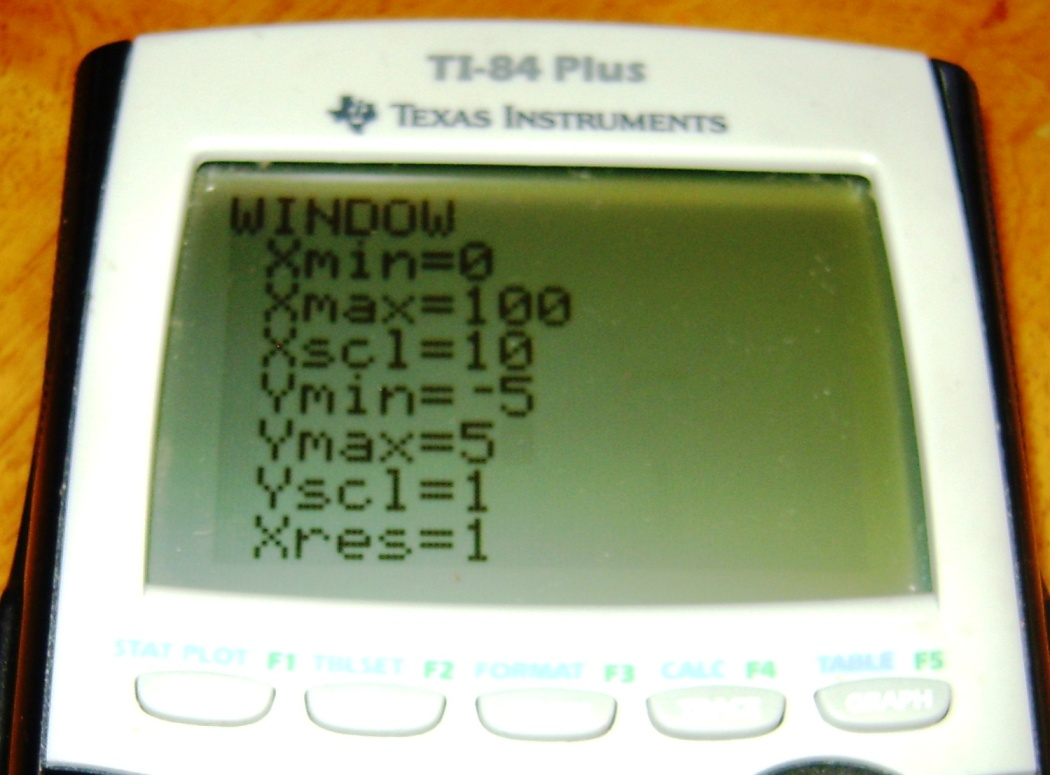 TI-84 Plus
TEXAS INSTRUMENTS
WINDOW
Xmin=0
Xmax=100
Xscl=10
Ymin=-5
Ymax=5
Yscl=1
Xres=1
STAT PLOT F1 TBLSET F2 FORMAT F3 CALC F4 TABLE F5
TRACE GRAPH